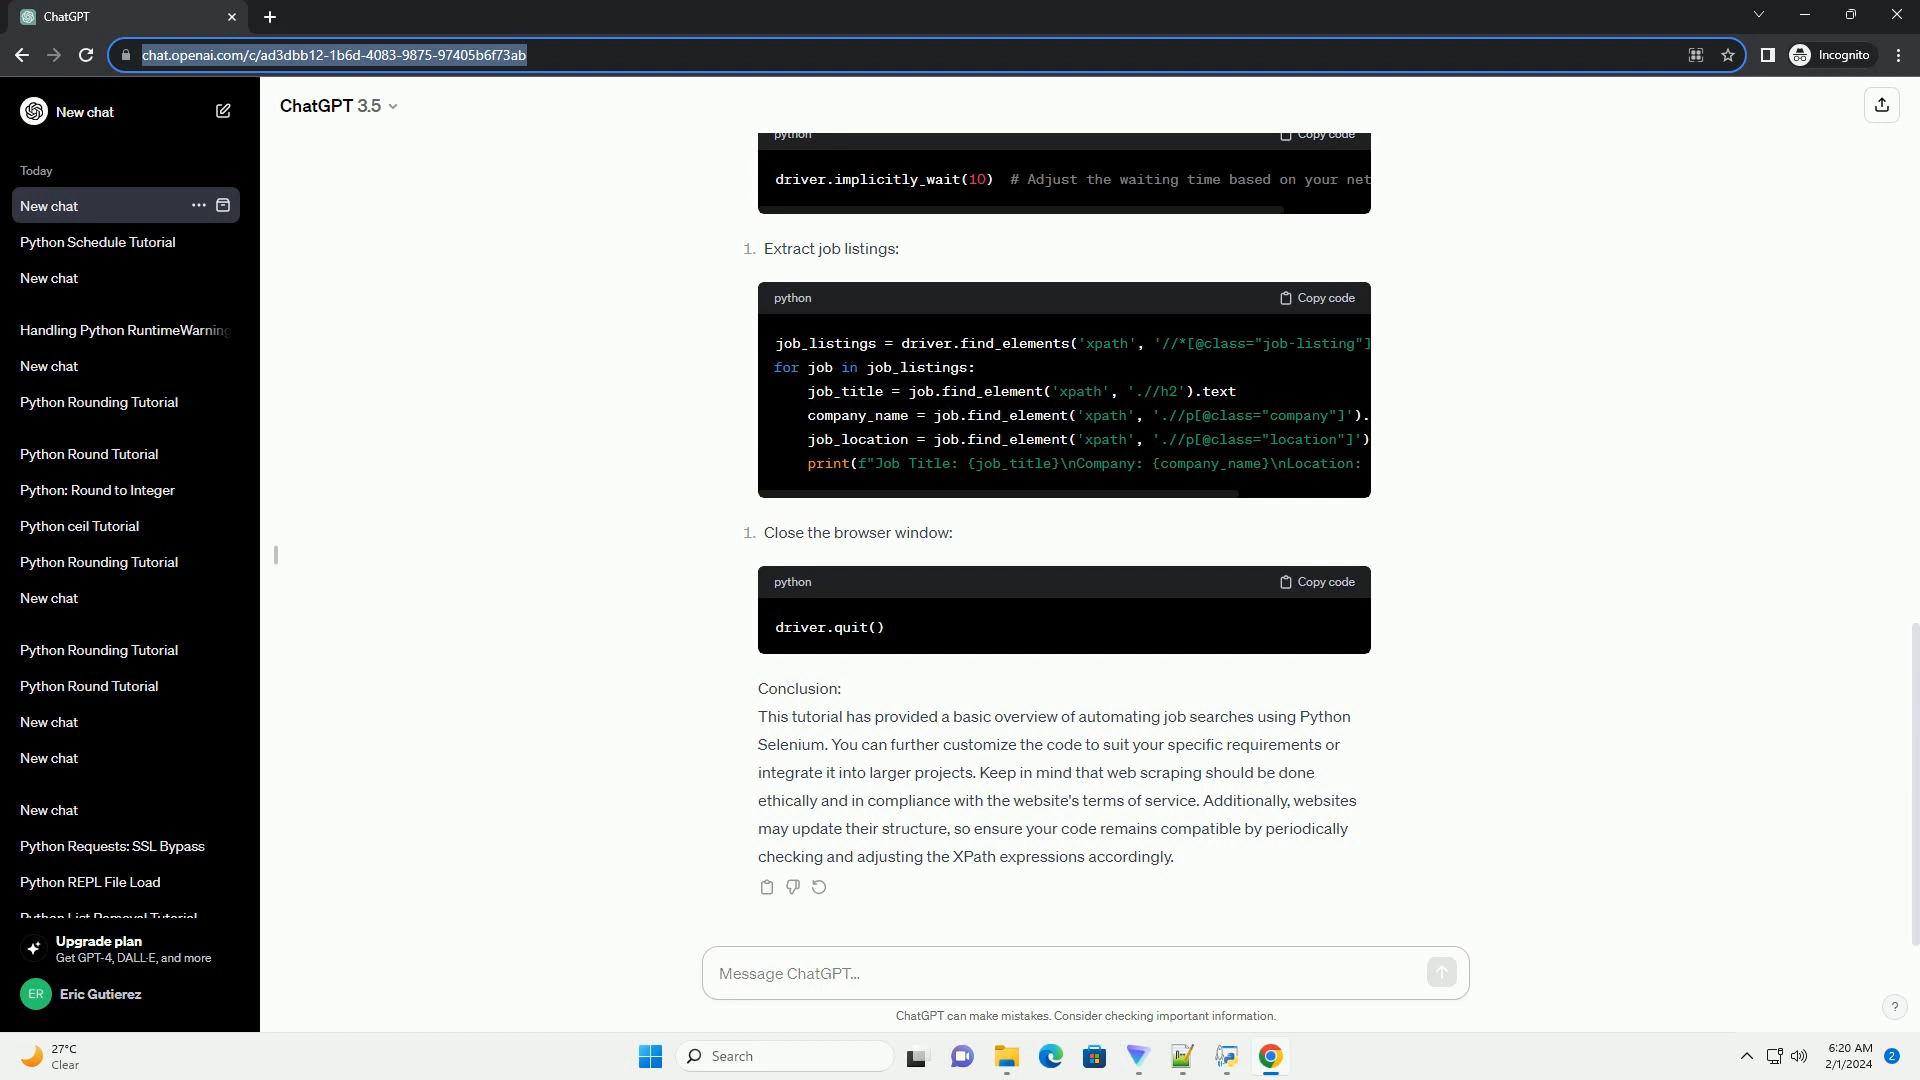 ChatGPT
chat.openai.com/c/ad3dbb12-1b6d-4083-9875-97405b6f73ab
Incognito
New chat
Today
New chat
Python Schedule Tutorial
New chat
Handling Python RuntimeWarning
New chat
Python Rounding Tutorial
Python Round Tutorial
Python: Round to Integer
Python ceil Tutorial
Python Rounding Tutorial
New chat
Python Rounding Tutorial
Python Round Tutorial
New chat
New chat
New chat
Python Requests: SSL Bypass
Python REPL File Load
Python List Removal Tutorial
Upgrade plan
Get GPT-4, DALL·E, and more
ER
Eric Gutierez
ChatGPT 3.5
python Copy code
driver.implicitly_wait(10)  # Adjust the waiting time based on your net
1. Extract job listings:
python Copy code
job_listings = driver.find_elements('xpath', '//*[@class="job-listing"]
for job in job_listings:
    job_title = job.find_element('xpath', './/h2').text
    company_name = job.find_element('xpath', './/p[@class="company"]').
    job_location = job.find_element('xpath', './/p[@class="location"]')
    print(f"Job Title: {job_title}\nCompany: {company_name}\nLocation:
1. Close the browser window:
python Copy code
driver.quit()
Conclusion:
This tutorial has provided a basic overview of automating job searches using Python
Selenium. You can further customize the code to suit your specific requirements or
integrate it into larger projects. Keep in mind that web scraping should be done
ethically and in compliance with the website's terms of service. Additionally, websites
may update their structure, so ensure your code remains compatible by periodically
checking and adjusting the XPath expressions accordingly.
Message ChatGPT...
ChatGPT can make mistakes. Consider checking important information.
?
27°C
Clear
Search
6:20 AM
2/1/2024
2